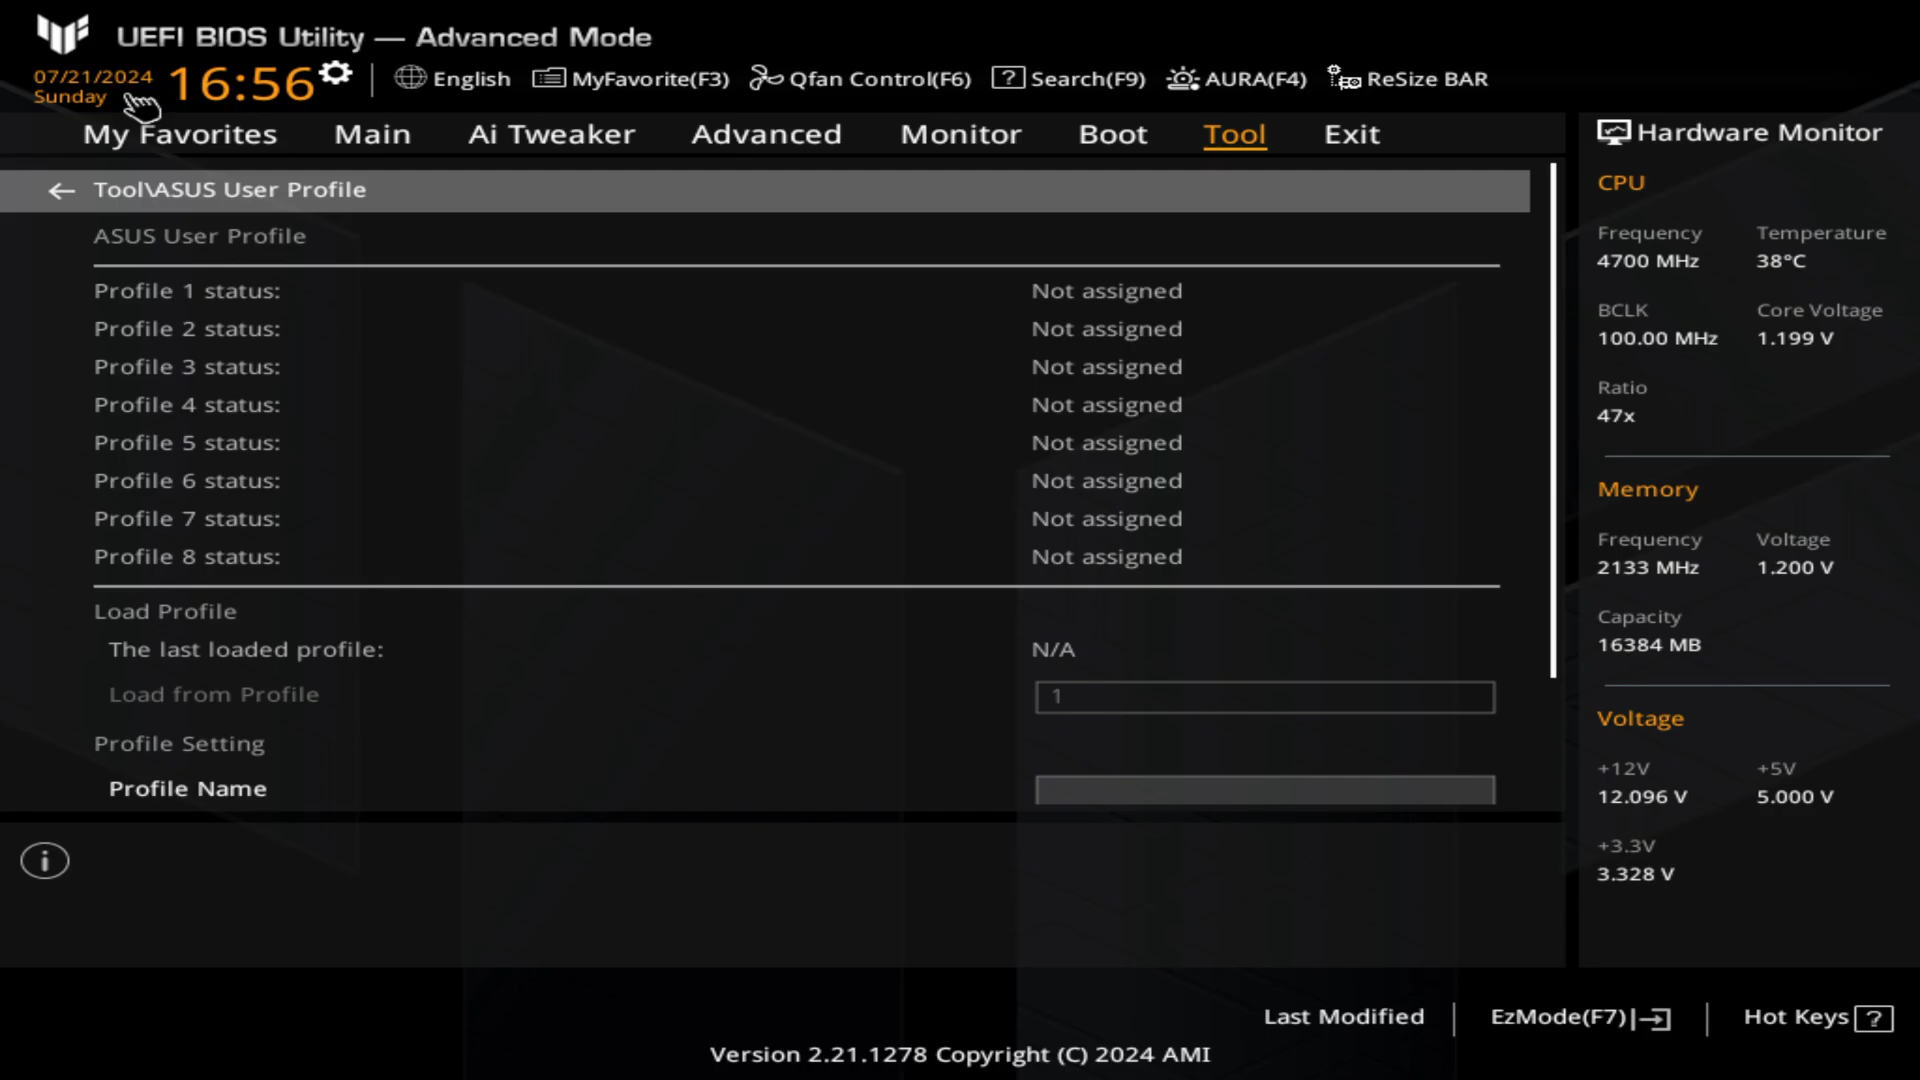 UEFI BIOS Utility — Advanced Mode
07/21/2024
Sunday
16:56
English
MyFavorite(F3)
Qfan Control(F6)
? Search(F9)
AURA(F4)
ReSize BAR
My Favorites Main Ai Tweaker Advanced Monitor Boot Tool Exit
Tool\ASUS User Profile
ASUS User Profile
Profile 1 status: Not assigned
Profile 2 status: Not assigned
Profile 3 status: Not assigned
Profile 4 status: Not assigned
Profile 5 status: Not assigned
Profile 6 status: Not assigned
Profile 7 status: Not assigned
Profile 8 status: Not assigned
Load Profile
The last loaded profile: N/A
Load from Profile 1
Profile Setting
Profile Name
Hardware Monitor
CPU
Frequency Temperature
4700 MHz 38°C
BCLK Core Voltage
100.00 MHz 1.199 V
Ratio
47x
Memory
Frequency Voltage
2133 MHz 1.200 V
Capacity
16384 MB
Voltage
+12V +5V
12.096 V 5.000 V
+3.3V
3.328 V
i
Last Modified
EzMode(F7)
Hot Keys ?
Version 2.21.1278 Copyright (C) 2024 AMI